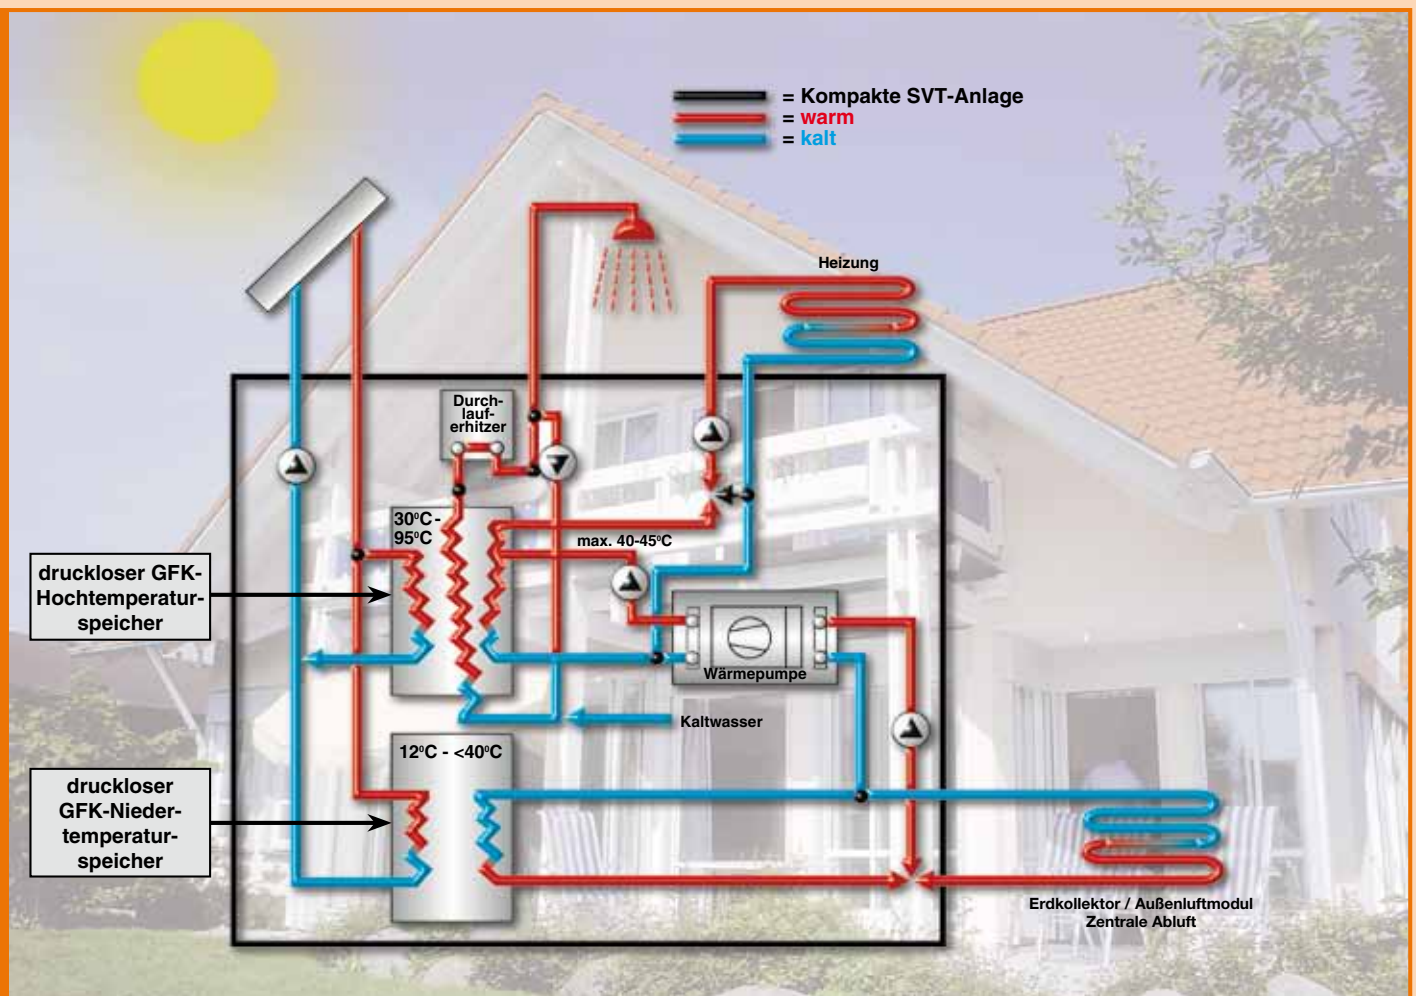 = Kompakte SVT-Anlage
= warm
= kalt
Heizung
Durch-
lauf-
erhitzer
30°C -
95°C
max. 40-45°C
druckloser GFK-
Hochtemperatur-
speicher
Wärmepumpe
Kaltwasser
12°C - <40°C
druckloser
GFK-Nieder-
temperatur-
speicher
Erdkollektor / Außenluftmodul
Zentrale Abluft